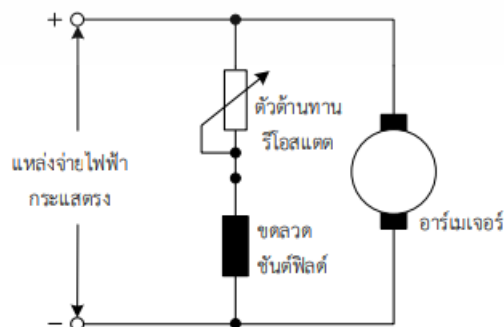 +
ตัวต้านทาน
รีโอสแตต
แหล่งจ่ายไฟฟ้า
กระแสตรง
อาร์เมเจอร์
ขดลวด
ชันต์ฟิลด์
−